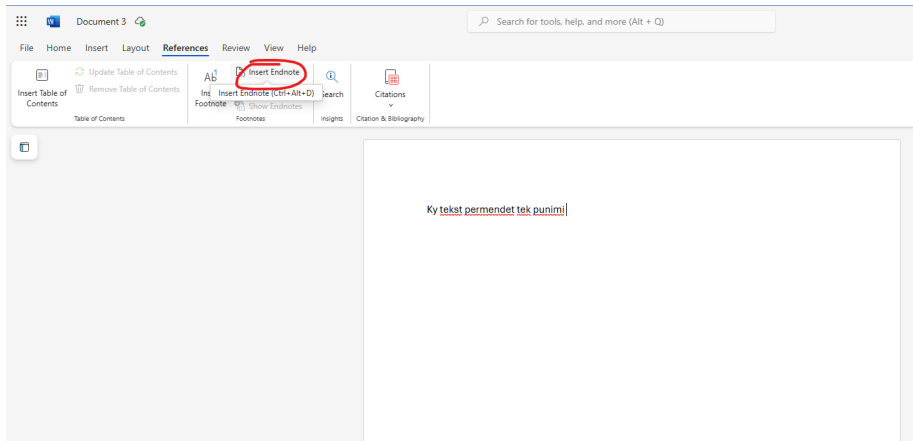 Document 3
Search for tools, help, and more (Alt + Q)
File Home Insert Layout References Review View Help
Insert Table of Contents
Update Table of Contents
Remove Table of Contents
Table of Contents
Ab
Footnote
Insert Endnote
Insert Endnote (Ctrl+Alt+D)
Show Endnotes
Footnotes
Insights
Citations
Citation & Bibliography
Ky tekst permendet tek punimi